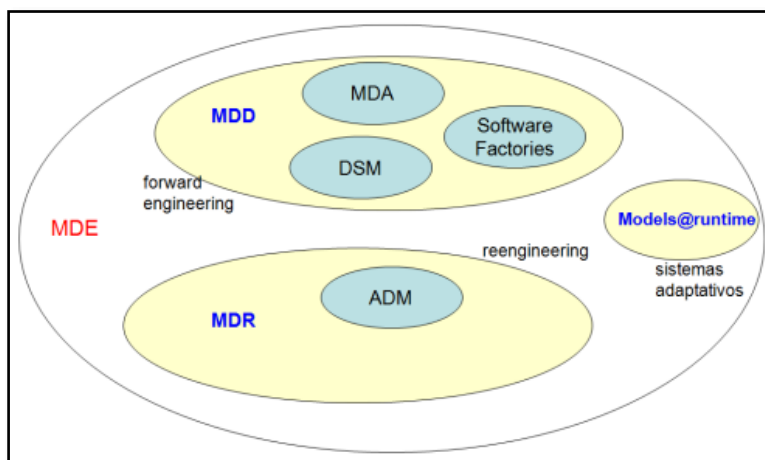 MDA
MDD
Software
Factories
DSM
forward
engineering
MDE
Models@runtime
reengineering
sistemas
adaptativos
ADM
MDR